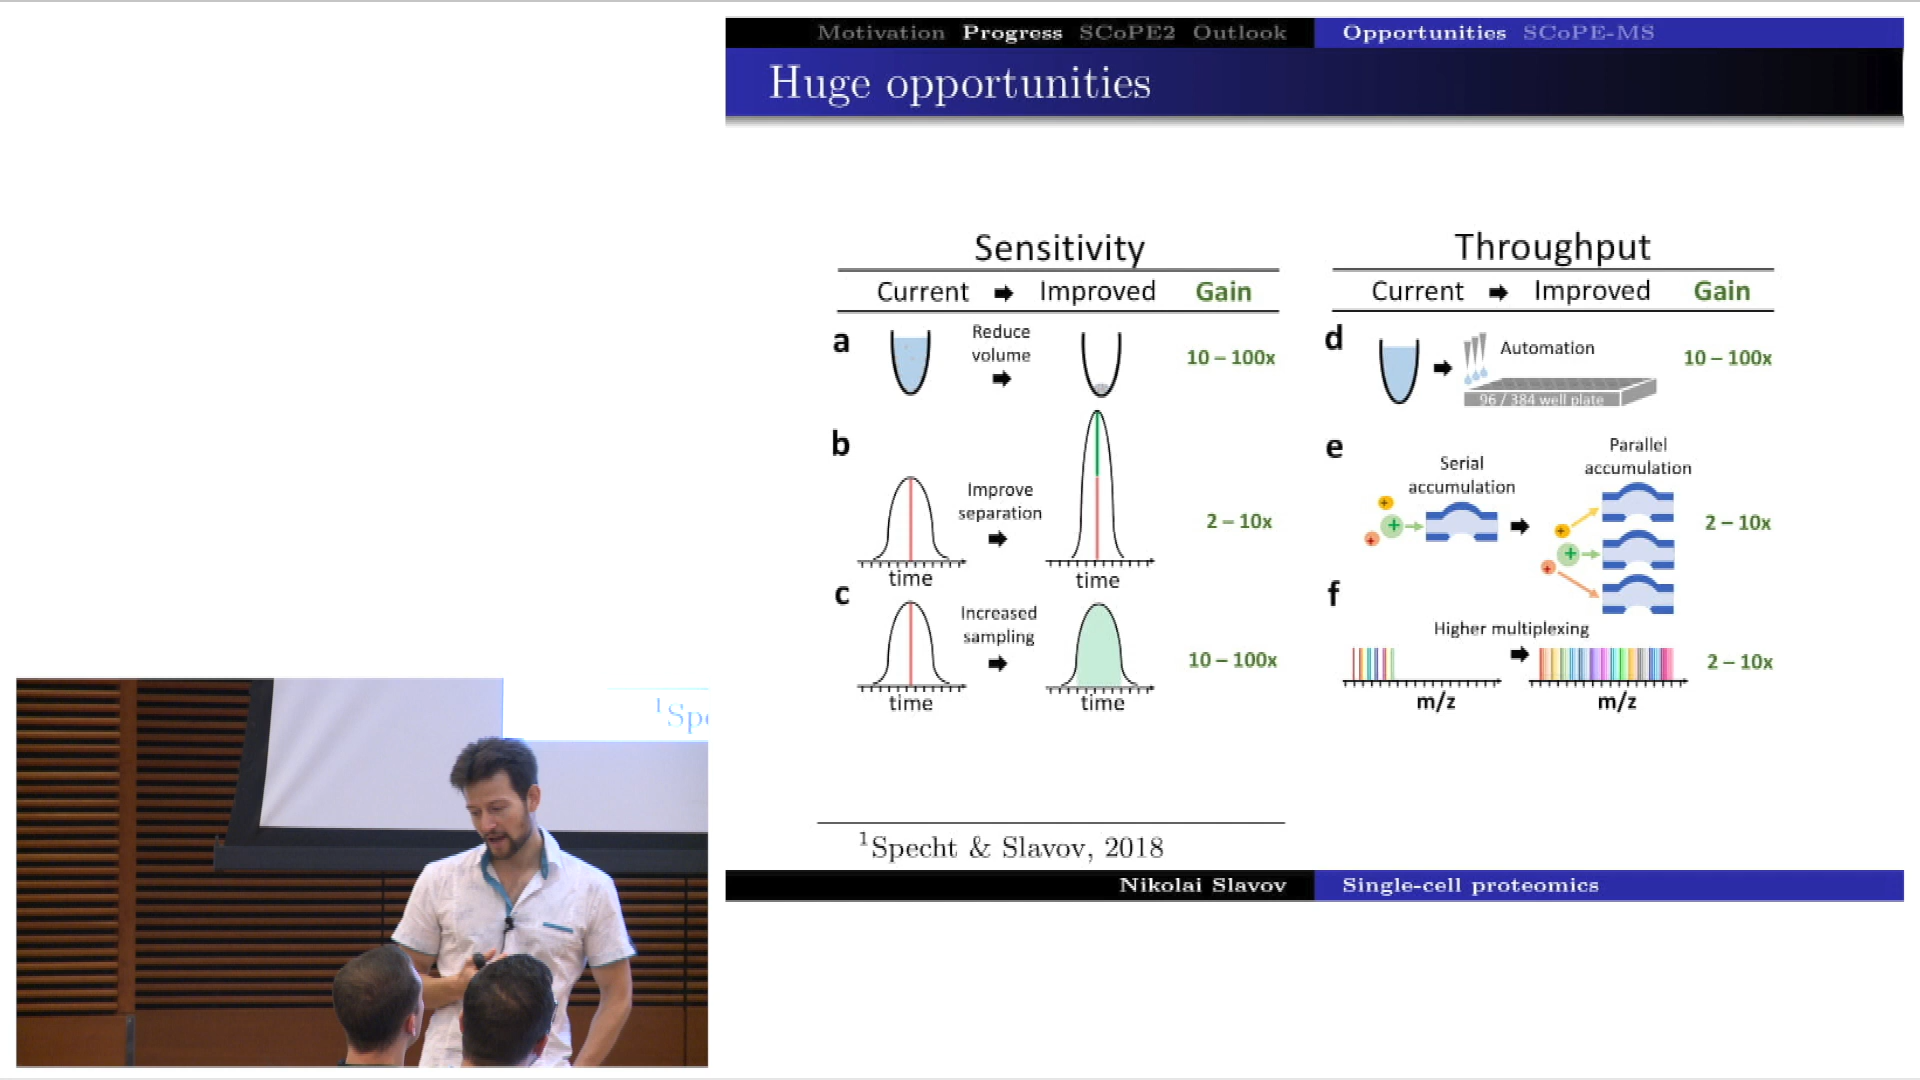 Motivation Progress SCoPE2 Outlook Opportunities SCoPE-MS
Huge opportunities
Sensitivity
Current Improved Gain
a
Reduce
volume
10 – 100x
b
Improve
separation
2 – 10x
time
time
c
Increased
sampling
10 – 100x
time
time
Throughput
Current Improved Gain
d
Automation
96 / 384 well plate
10 – 100x
e
Serial
accumulation
Parallel
accumulation
2 – 10x
f
Higher multiplexing
2 – 10x
m/z
m/z
1Specht & Slavov, 2018
Nikolai Slavov Single-cell proteomics